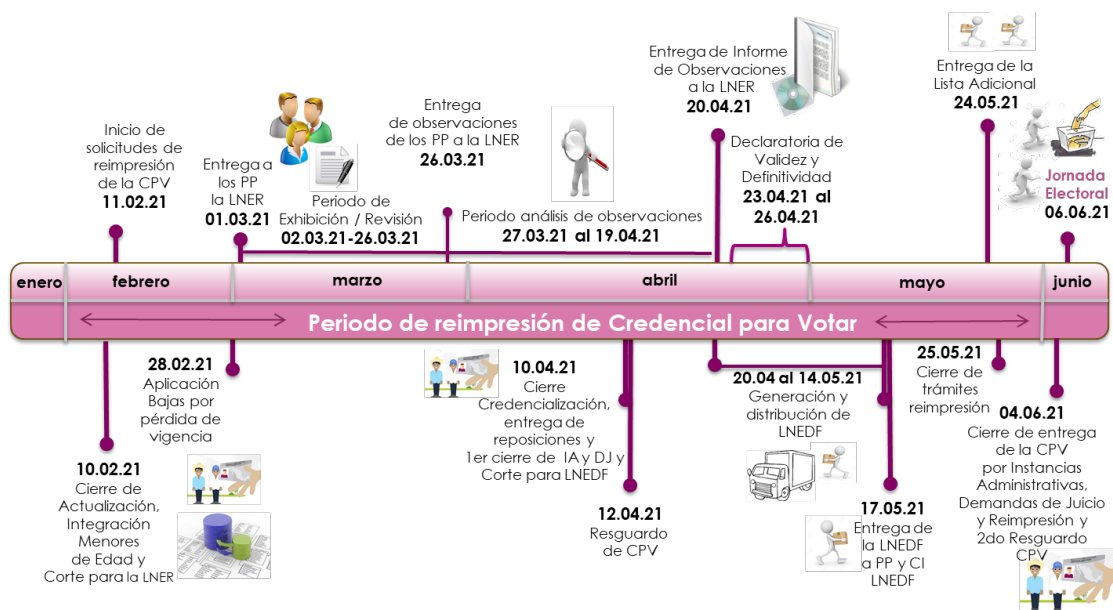 Inicio de
solicitudes de
reimpresión
de la CPV
11.02.21
Entrega a
los PP
la LNER
01.03.21
Periodo de
Exhibición / Revisión
02.03.21-26.03.21
Entrega
de observaciones
de los PP a la LNER
26.03.21
Periodo análisis de observaciones
27.03.21 al 19.04.21
Entrega de Informe
de Observaciones
a la LNER
20.04.21
Declaratoria de
Validez y
Definitividad
23.04.21 al
26.04.21
Entrega de la
Lista Adicional
24.05.21
Jornada
Electoral
06.06.21
enero
febrero
marzo
abril
mayo
junio
Periodo de reimpresión de Credencial para Votar
10.02.21
Cierre de
Actualización,
Integración
Menores
de Edad y
Corte para la LNER
28.02.21
Aplicación
Bajas por
pérdida de
vigencia
10.04.21
Cierre
Credencialización,
entrega de
reposiciones y
1er cierre de IA y DJ y
Corte para LNEDF
12.04.21
Resguardo
de CPV
20.04 al 14.05.21
Generación y
distribución de
LNEDF
17.05.21
Entrega de
la LNEDF
a PP y CI
LNEDF
25.05.21
Cierre de
trámites
reimpresión
04.06.21
Cierre de entrega
de la CPV
por Instancias
Administrativas,
Demandas de Juicio
y Reimpresión y
2do Resguardo
CPV